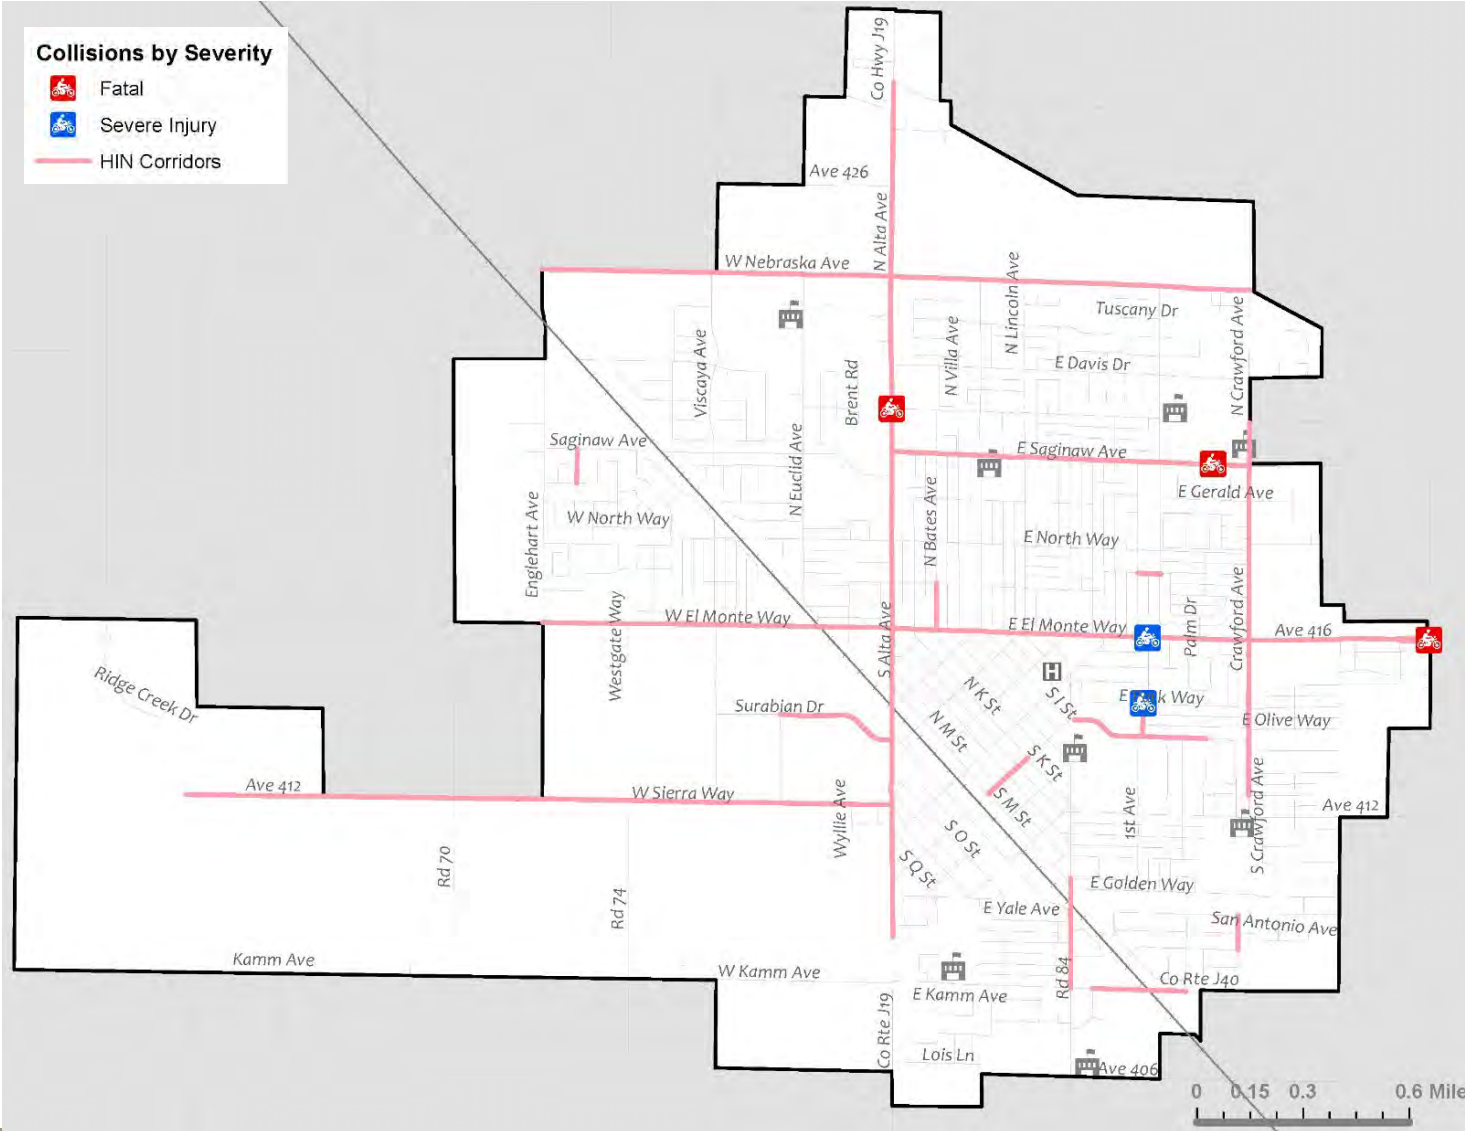 Collisions by Severity
Fatal
Severe Injury
HIN Corridors
Co Hwy J19
Ave 426
N Alta Ave
W Nebraska Ave
N Lincoln Ave
Tuscany Dr
N Crawford Ave
Viscaya Ave
Brent Rd
N Villa Ave
E Davis Dr
Saginaw Ave
N Euclid Ave
E Saginaw Ave
E Gerald Ave
Englehart Ave
W North Way
N Bates Ave
E North Way
Westgate Way
W El Monte Way
S Alta Ave
E El Monte Way
Palm Dr
Crawford Ave
Ave 416
Ridge Creek Dr
Surabian Dr
N K St
H
S I St
E Olive Way
N M St
S K St
Ave 412
W Sierra Way
Wyllie Ave
S M St
1st Ave
S Crawford Ave
Ave 412
Rd 70
Rd 74
S O St
S Q St
E Golden Way
E Yale Ave
San Antonio Ave
Kamm Ave
W Kamm Ave
Rd 84
Co Rte J40
E Kamm Ave
Co Rte J19
Lois Ln
Ave 406
0 0.15 0.3 0.6 Mile